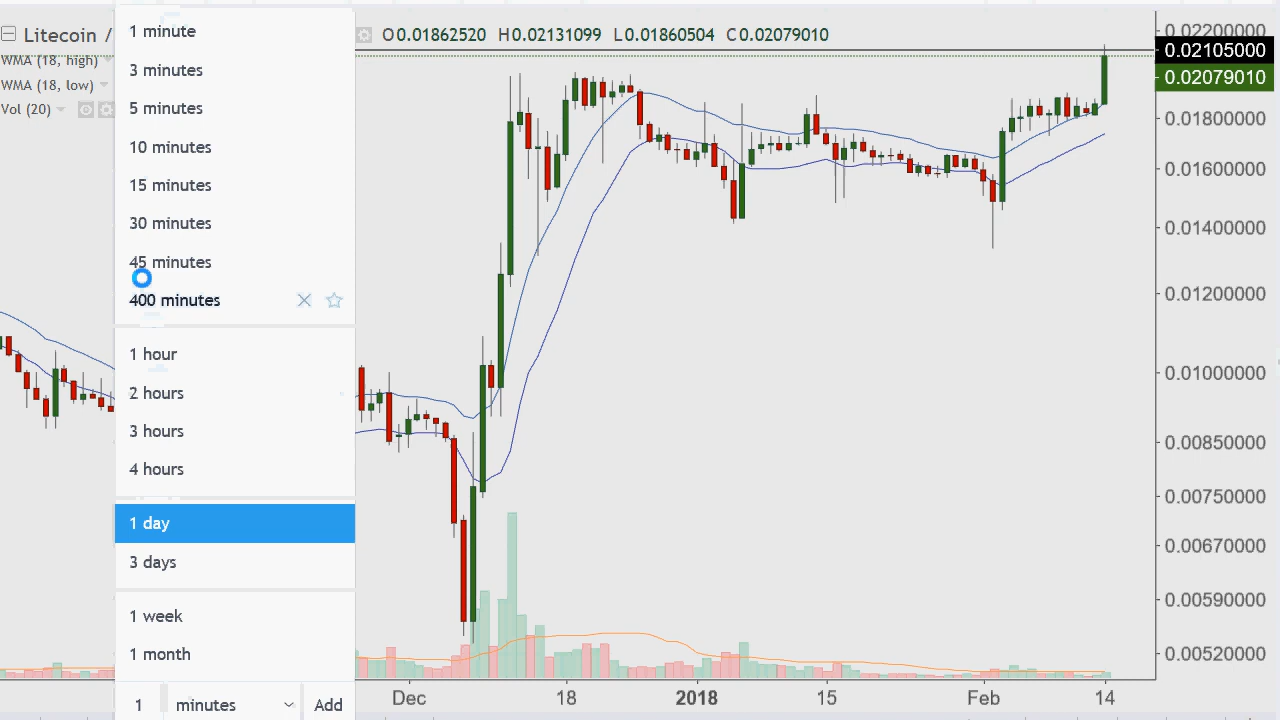 Litecoin /
O0.01862520 H0.02131099 L0.01860504 C0.02079010
WMA (18, high)
WMA (18, low)
Vol (20)
1 minute
3 minutes
5 minutes
10 minutes
15 minutes
30 minutes
45 minutes
400 minutes
1 hour
2 hours
3 hours
4 hours
1 day
3 days
1 week
1 month
1 minutes Add
0.02200000
0.02105000
0.02079010
0.01800000
0.01600000
0.01400000
0.01200000
0.01000000
0.00850000
0.00750000
0.00670000
0.00590000
0.00520000
Dec 18 2018 15 Feb 14